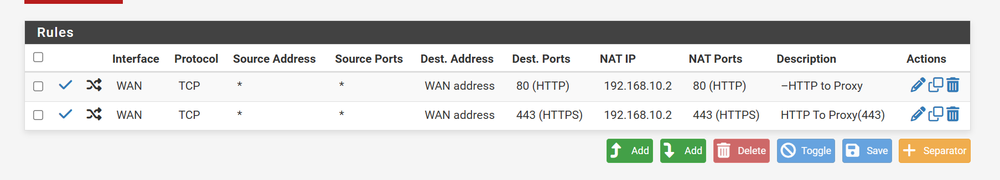 Rules
Interface Protocol Source Address Source Ports Dest. Address Dest. Ports NAT IP NAT Ports Description Actions
WAN TCP * * WAN address 80 (HTTP) 192.168.10.2 80 (HTTP) –HTTP to Proxy
WAN TCP * * WAN address 443 (HTTPS) 192.168.10.2 443 (HTTPS) HTTP To Proxy(443)
Add Add Delete Toggle Save Separator